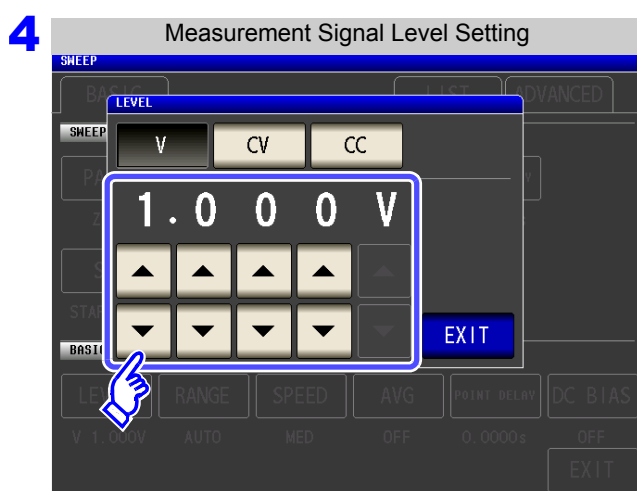 4
Measurement Signal Level Setting
SWEEP
BASIC LIST ADVANCED
LEVEL
SWEEP
V CV CC
1.000 V
EXIT
BASI
RANGE SPEED AVG POINT DELAY DC BIAS
V 1.000V AUTO MED OFF 0.0000s OFF
EXIT